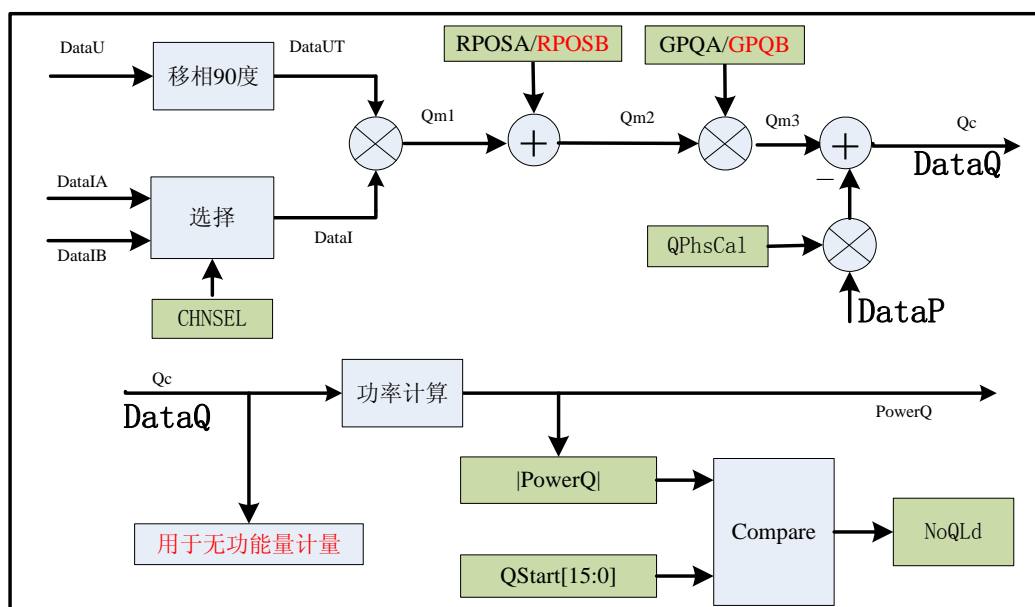 DataU
移相90度
DataUT
RPOSA/RPOSB
GPQA/GPQB
Qm1
Qm2
Qm3
Qc
DataQ
DataIA
选择
DataI
DataIB
CHNSEL
QPhsCal
DataP
Qc
DataQ
功率计算
PowerQ
|PowerQ|
用于无功能量计量
Compare
NoQLd
QStart[15:0]